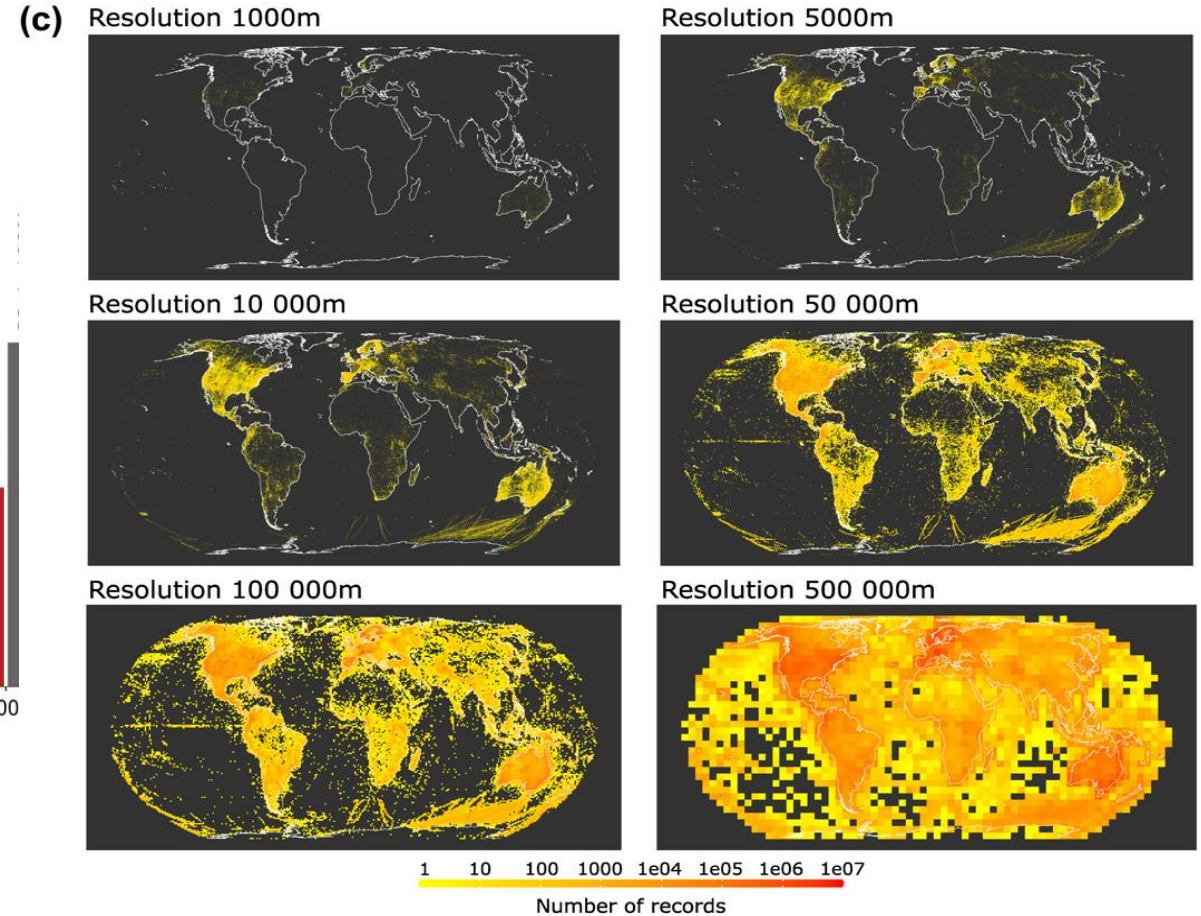 (c)
Resolution 1000m
Resolution 5000m
Resolution 10 000m
Resolution 50 000m
Resolution 100 000m
Resolution 500 000m
00
1 10 100 1000 1e04 1e05 1e06 1e07
Number of records